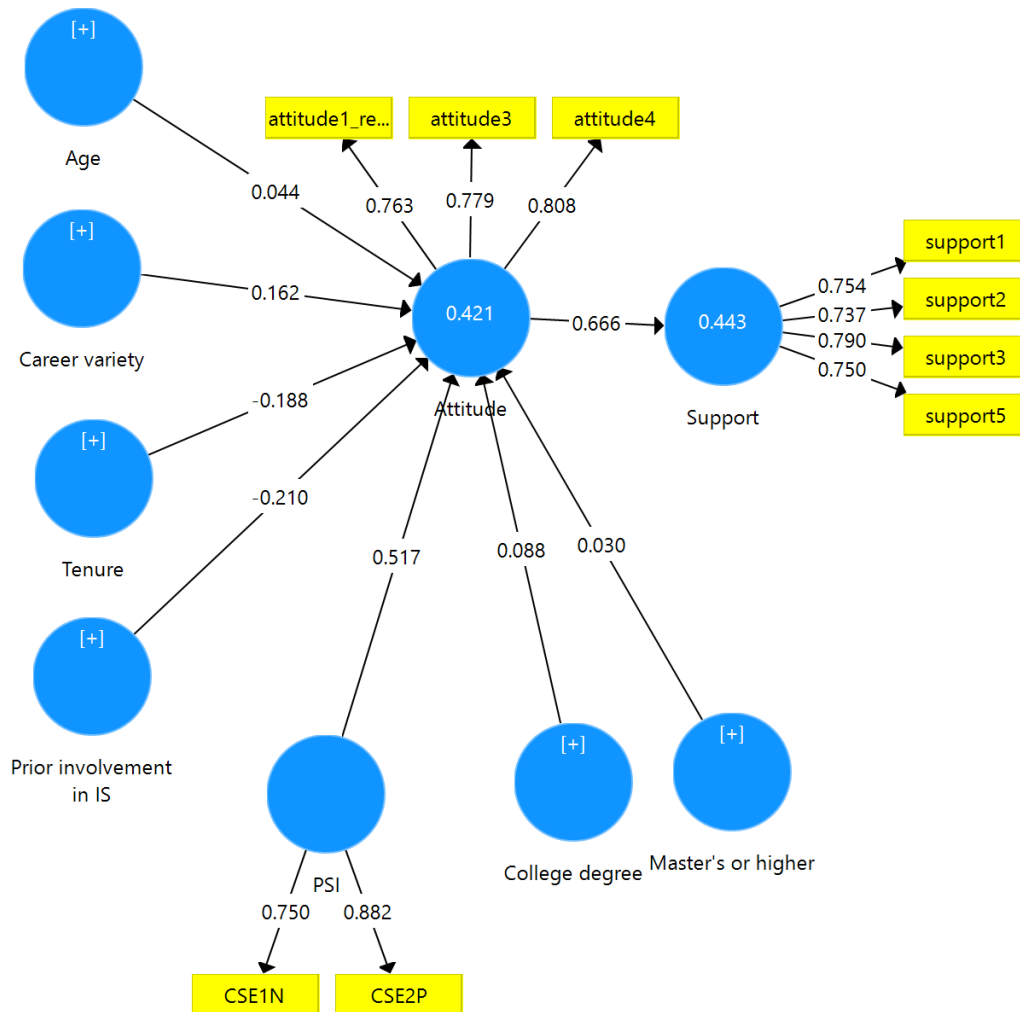 [+]
Age
0.044
attitude1_re...
attitude3
attitude4
0.763
0.779
0.808
[+]
Career variety
0.162
0.421
Attitude
0.666
0.443
Support
0.754
0.737
0.790
0.750
support1
support2
support3
support5
[+]
Tenure
-0.188
[+]
Prior involvement
in IS
-0.210
0.517
0.088
0.030
PSI
0.750
0.882
CSE1N
CSE2P
[+]
College degree
[+]
Master's or higher